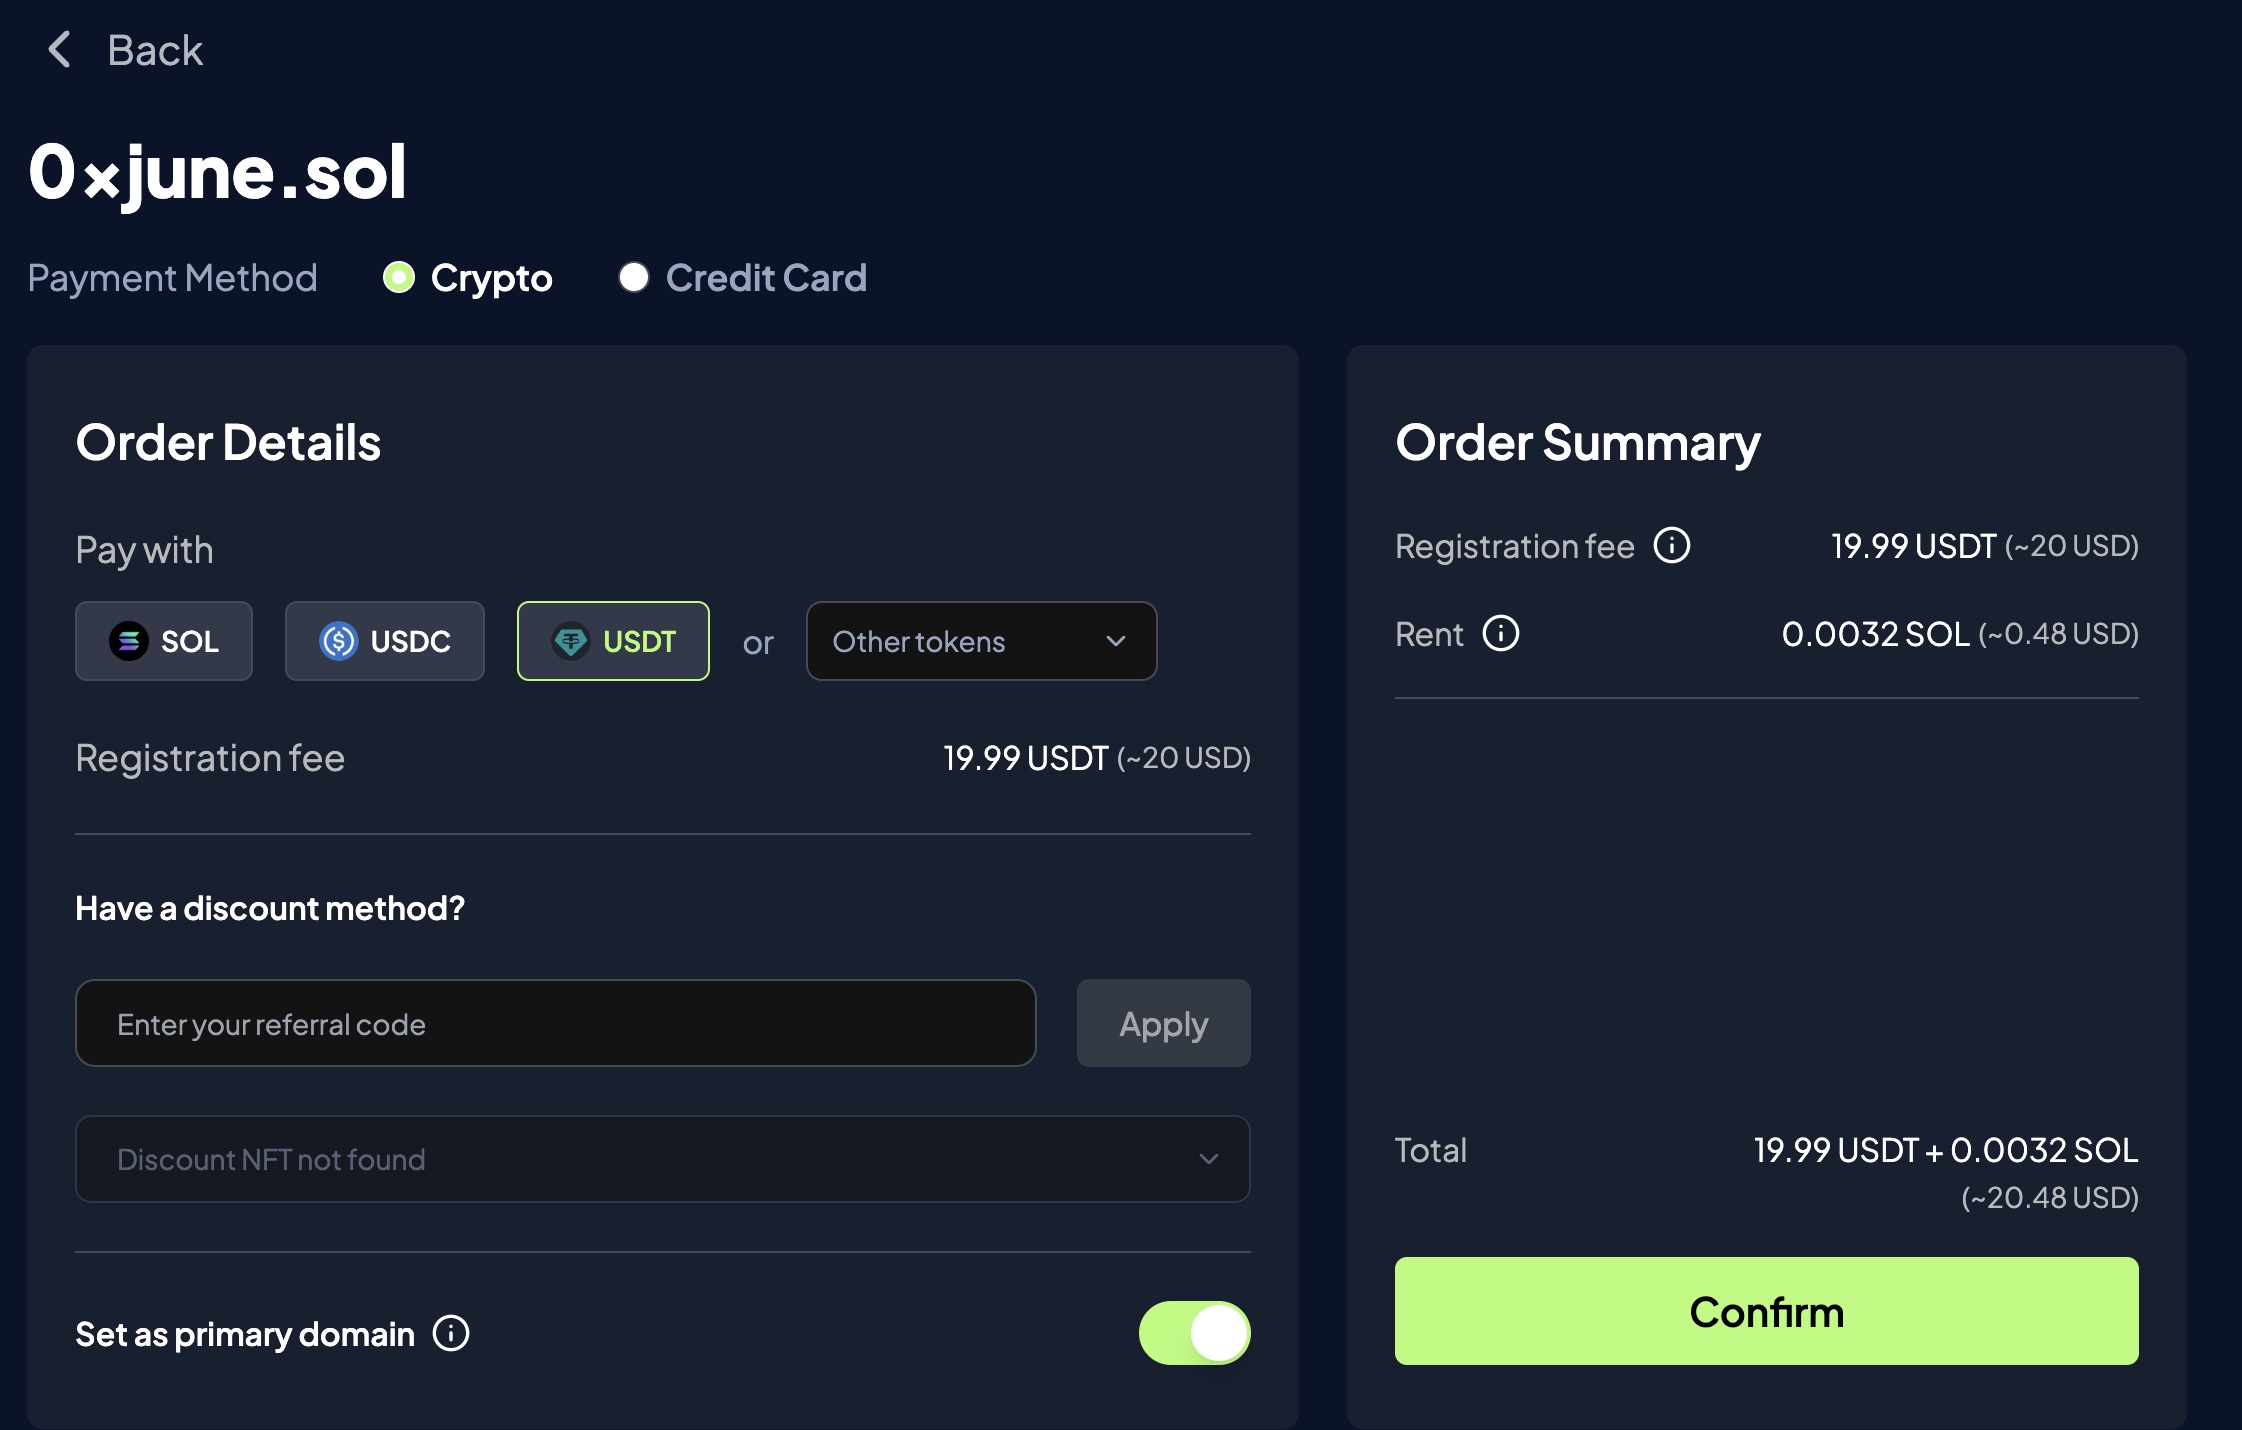 Back
0xjune.sol
Payment Method Crypto Credit Card
Order Details
Pay with
SOL USDC USDT or Other tokens
Registration fee 19.99 USDT (~20 USD)
Have a discount method?
Enter your referral code Apply
Discount NFT not found
Set as primary domain
Order Summary
Registration fee 19.99 USDT (~20 USD)
Rent 0.0032 SOL (~0.48 USD)
Total 19.99 USDT + 0.0032 SOL
(~20.48 USD)
Confirm